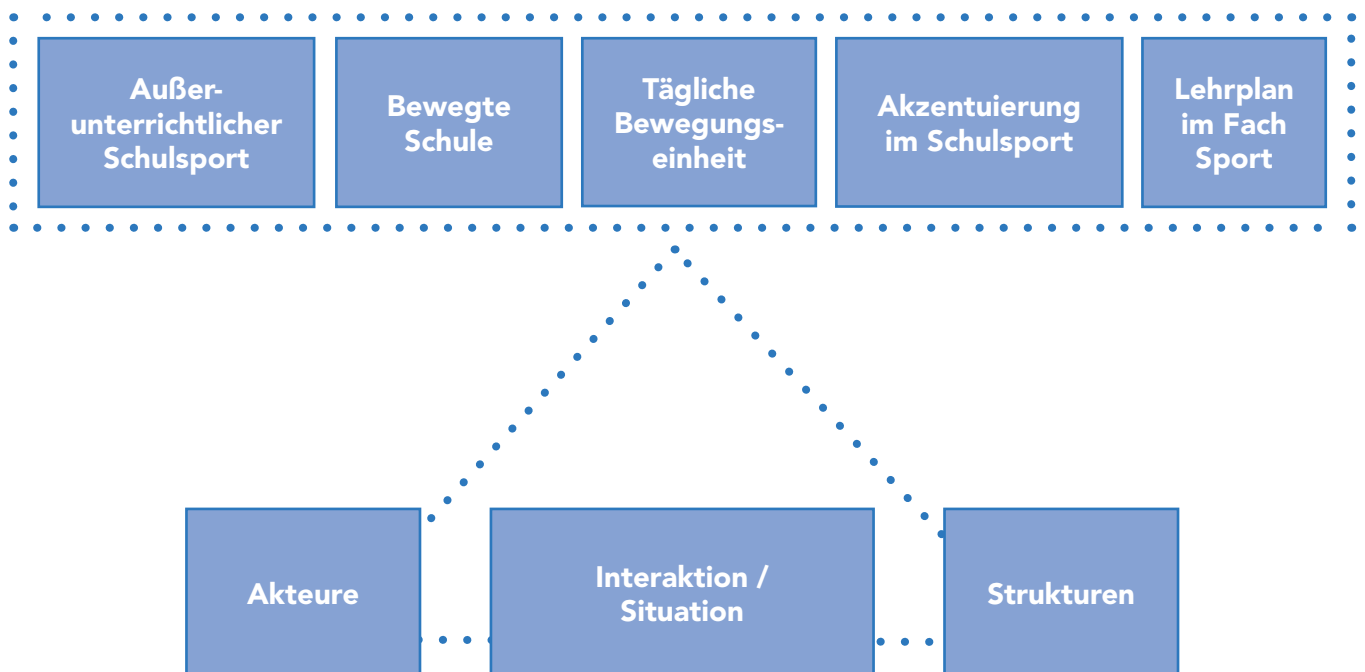 Außer-
unterrichtlicher
Schulsport
Bewegte
Schule
Tägliche
Bewegungs-
einheit
Akzentuierung
im Schulsport
Lehrplan
im Fach
Sport
Akteure
Interaktion /
Situation
Strukturen